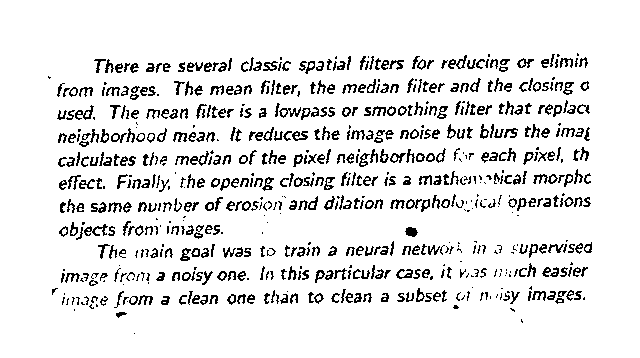 There are several classic spatial filters for reducing or elimin
from images. The mean filter, the median filter and the closing o
used. The mean filter is a lowpass or smoothing filter that replac
neighborhood mean. It reduces the image noise but blurs the imag
calculates the median of the pixel neighborhood for each pixel, th
effect. Finally, the opening closing filter is a mathematical morpho
the same number of erosion and dilation morphological operations
objects from images.
The main goal was to train a neural network in a supervised
image from a noisy one. In this particular case, it was much easier
image from a clean one than to clean a subset of noisy images.